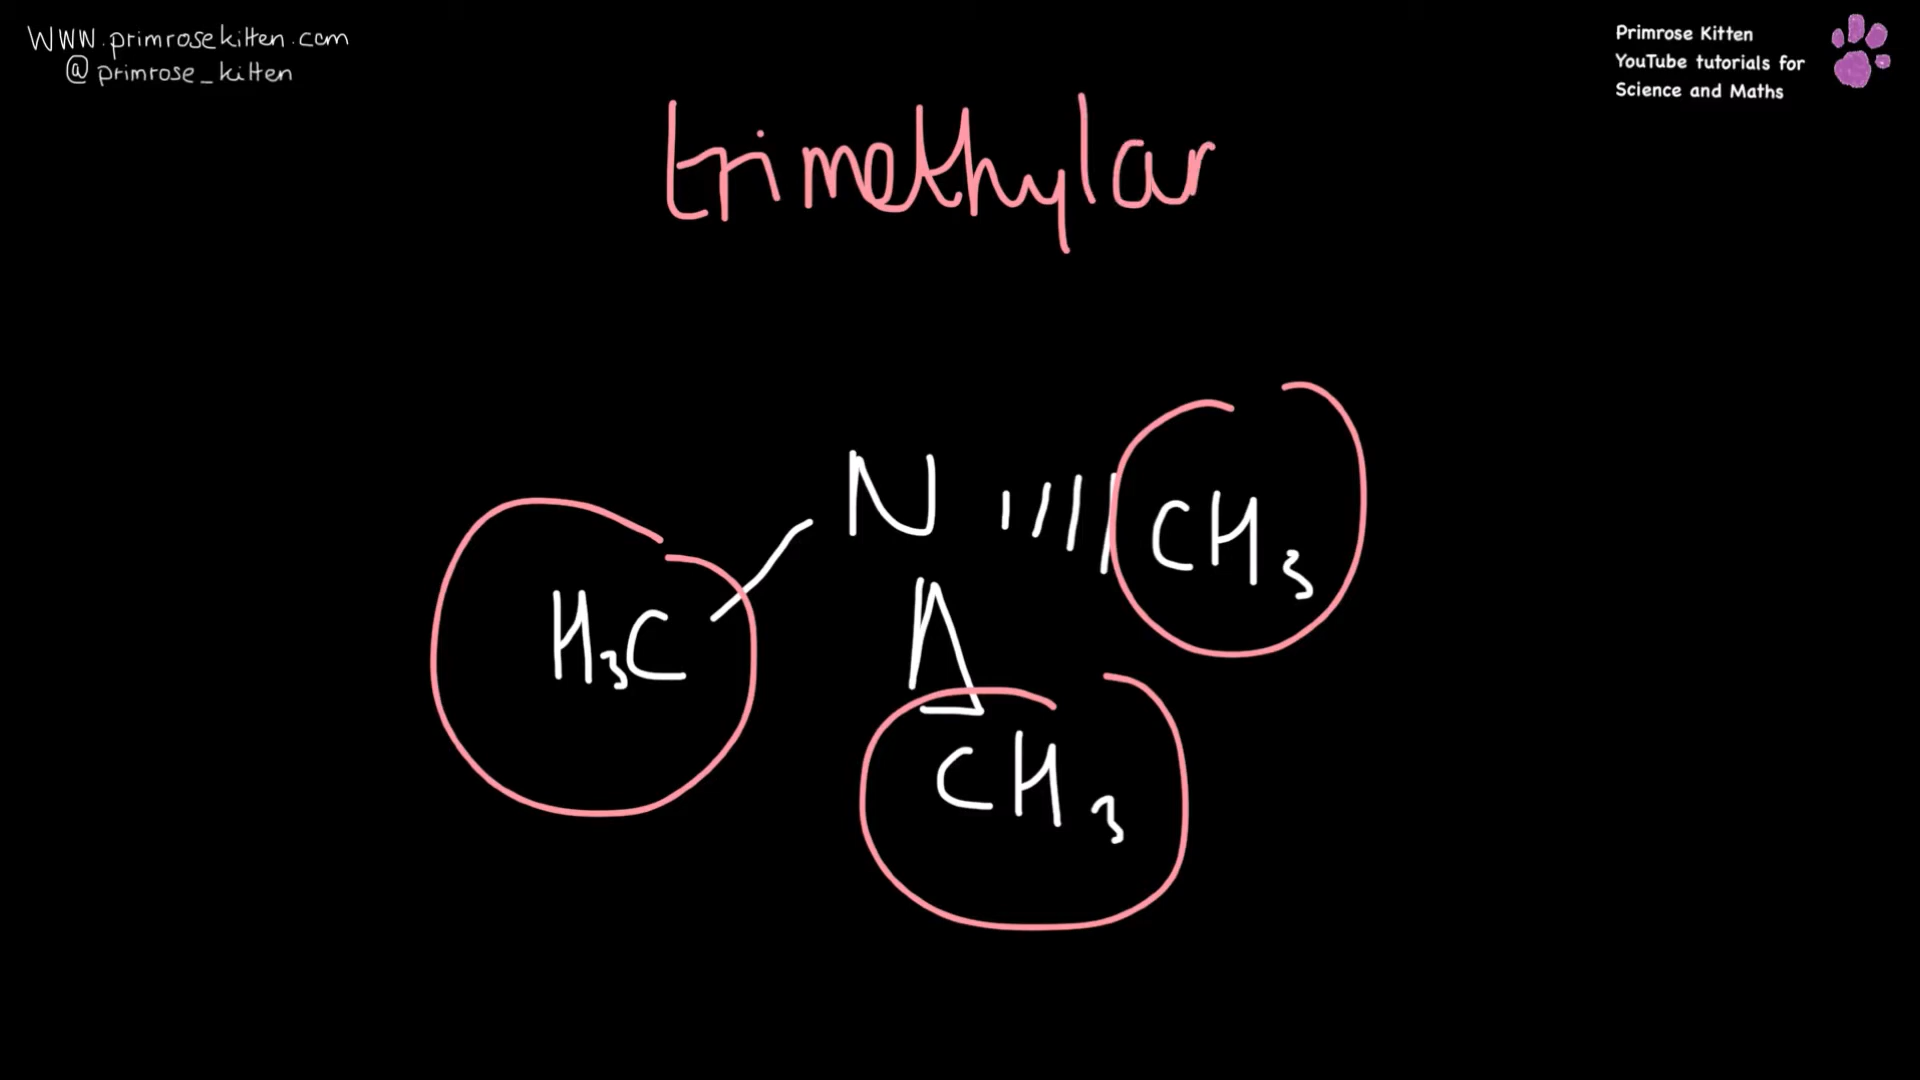 www.primrosekitten.com
@primrose_kitten
Primrose Kitten
YouTube tutorials for
Science and Maths
trimethylar
N
CH3
H3C
CH3